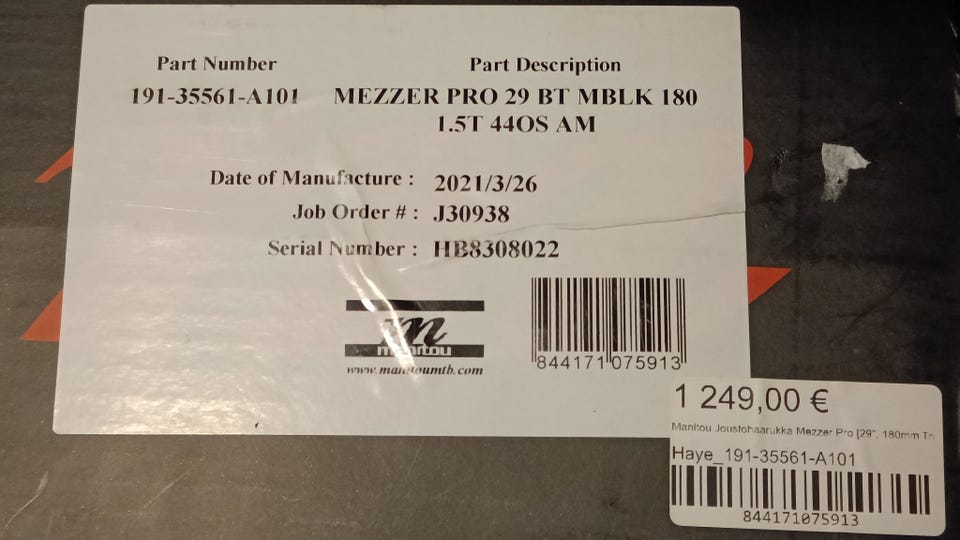 Part Number Part Description
191-35561-A101 MEZZER PRO 29 BT MBLK 180
1.5T 44OS AM
Date of Manufacture : 2021/3/26
Job Order # : J30938
Serial Number : HB8308022
m
manitou
www.manitoumtb.com
844171 075913
1 249,00 €
Manitou Joustohaarukka Mezzer Pro [29", 180mm
Haye_191-35561-A101
844171075913